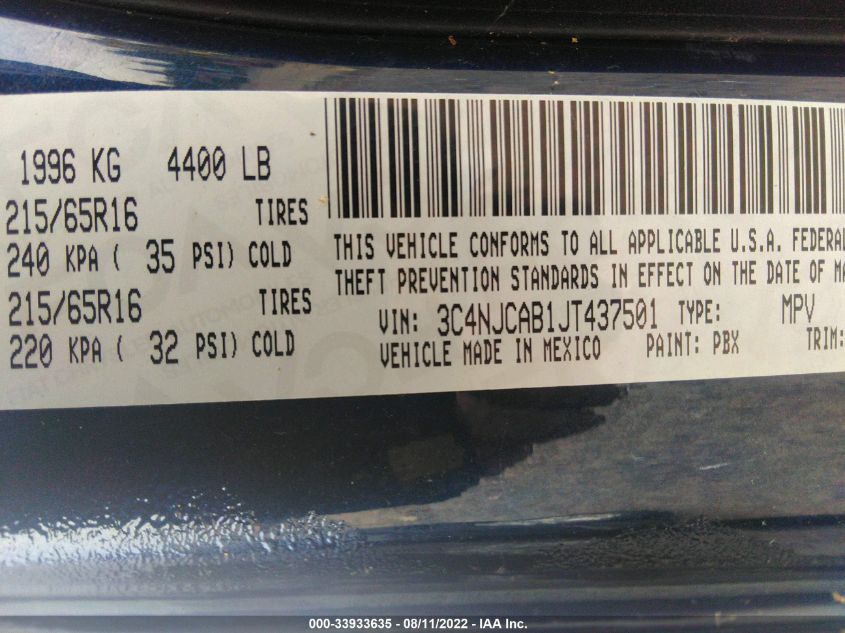 1996 KG 4400 LB
215/65R16 TIRES
240 KPA ( 35 PSI) COLD
215/65R16 TIRES
220 KPA ( 32 PSI) COLD
THIS VEHICLE CONFORMS TO ALL APPLICABLE U.S.A. FEDERAL
THEFT PREVENTION STANDARDS IN EFFECT ON THE DATE OF
VIN: 3C4NJCAB1JT437501 TYPE: MPV
VEHICLE MADE IN MEXICO PAINT: PBX TRIM:
000-33933635 - 08/11/2022 - IAA Inc.